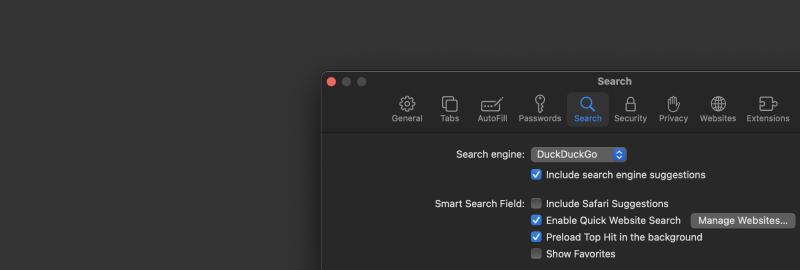 Search
General Tabs AutoFill Passwords Search Security Privacy Websites Extensions
Search engine: DuckDuckGo
Include search engine suggestions
Smart Search Field: Include Safari Suggestions
Enable Quick Website Search Manage Websites...
Preload Top Hit in the background
Show Favorites